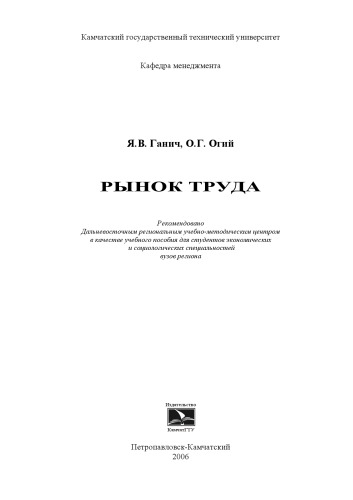 Камчатский государственный технический университет
Кафедра менеджмента
Я.В. Ганич, О.Г. Огий
РЫНОК ТРУДА
Рекомендовано
Дальневосточным региональным учебно-методическим центром
в качестве учебного пособия для студентов экономических
и социологических специальностей
вузов региона
Издательство
КамчатГТУ
Петропавловск-Камчатский
2006